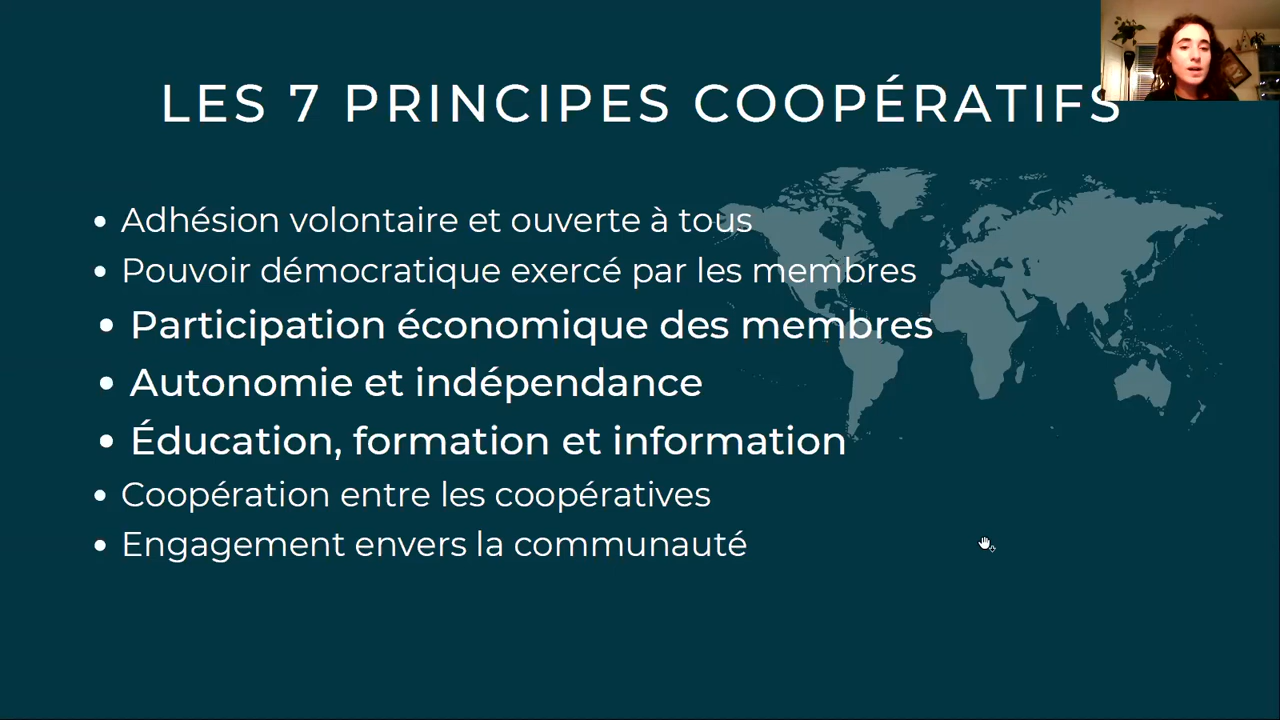 LES 7 PRINCIPES COOPÉRATIFS
• Adhésion volontaire et ouverte à tous
• Pouvoir démocratique exercé par les membres
• Participation économique des membres
• Autonomie et indépendance
• Éducation, formation et information
• Coopération entre les coopératives
• Engagement envers la communauté